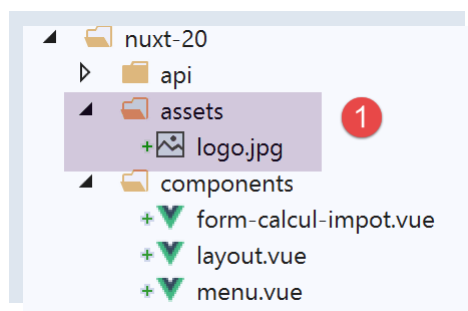 nuxt-20
api
assets
1
logo.jpg
components
form-calcul-impot.vue
layout.vue
menu.vue